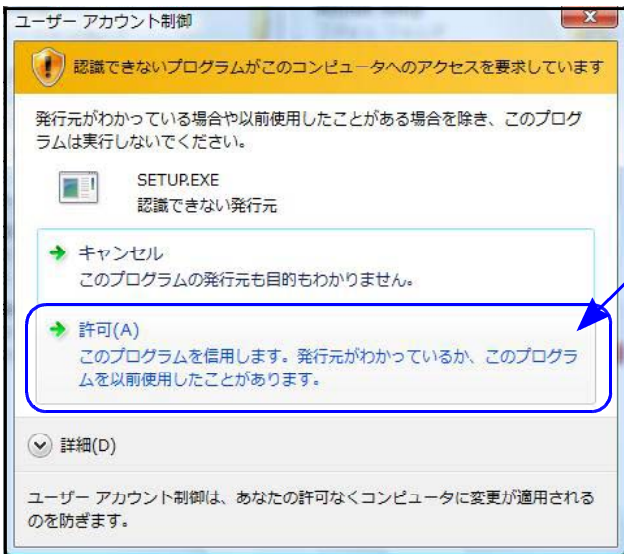 ユーザー アカウント制御
認識できないプログラムがこのコンピュータへのアクセスを要求しています
発行元がわかっている場合や以前使用したことがある場合を除き、このプログ
ラムは実行しないでください。
SETUP.EXE
認識できない発行元
キャンセル
このプログラムの発行元も目的もわかりません。
許可(A)
このプログラムを信用します。発行元がわかっているか、このプログラ
ムを以前使用したことがあります。
詳細(D)
ユーザー アカウント制御は、あなたの許可なくコンピュータに変更が適用される
のを防ぎます。